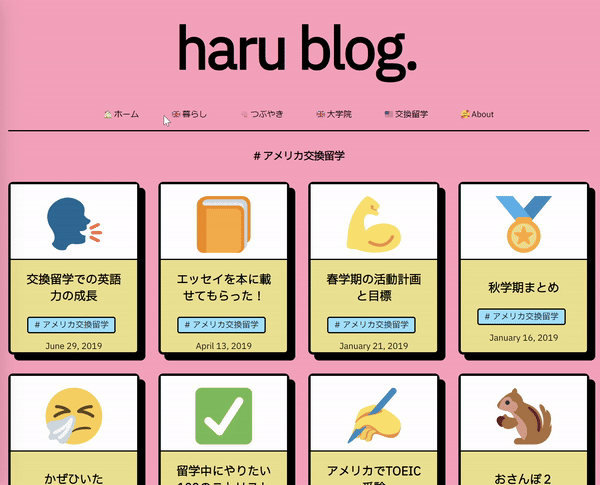 haru blog.
ホーム 暮らし つぶやき 大学院 交換留学 About
# アメリカ交換留学
交換留学での英語
力の成長
# アメリカ交換留学
June 29, 2019
エッセイを本に載
せてもらった！
# アメリカ交換留学
April 13, 2019
春学期の活動計画
と目標
# アメリカ交換留学
January 21, 2019
秋学期まとめ
# アメリカ交換留学
January 16, 2019
かぜひいた
留学中にやりたい
アメリカでTOEIC
おさんぽ 2